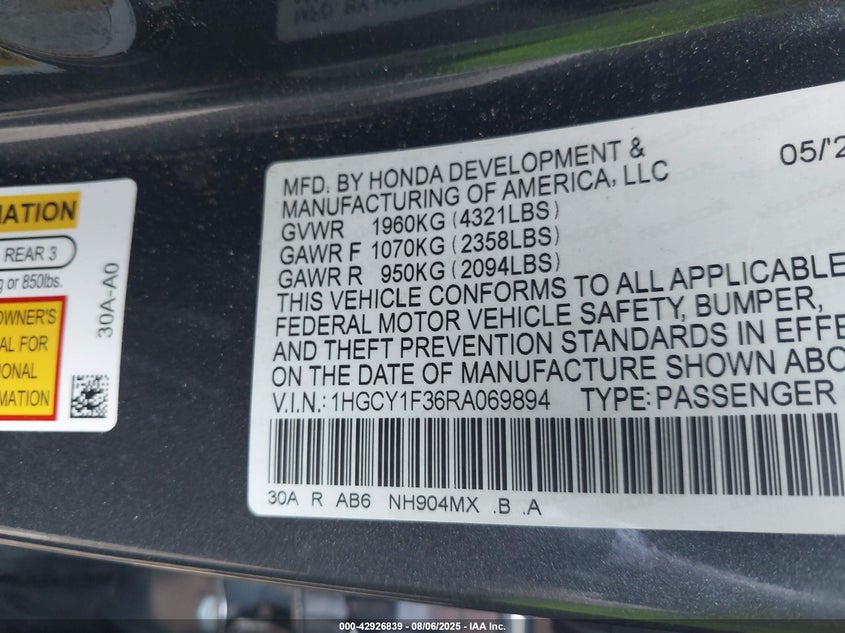 MATION
REAR 3
or 850lbs.
OWNER'S
AL FOR
IONAL
RMATION
30A-A0
MFD. BY HONDA DEVELOPMENT & 05/'2
MANUFACTURING OF AMERICA, LLC
GVWR 1960KG (4321LBS)
GAWR F 1070KG (2358LBS)
GAWR R 950KG (2094LBS)
THIS VEHICLE CONFORMS TO ALL APPLICABLE
FEDERAL MOTOR VEHICLE SAFETY, BUMPER,
AND THEFT PREVENTION STANDARDS IN EFFE
ON THE DATE OF MANUFACTURE SHOWN ABO
V.I.N.: 1HGCY1F36RA069894 TYPE: PASSENGER
30A R AB6 NH904MX .B .A
000-42926839 - 08/06/2025 - IAA Inc.